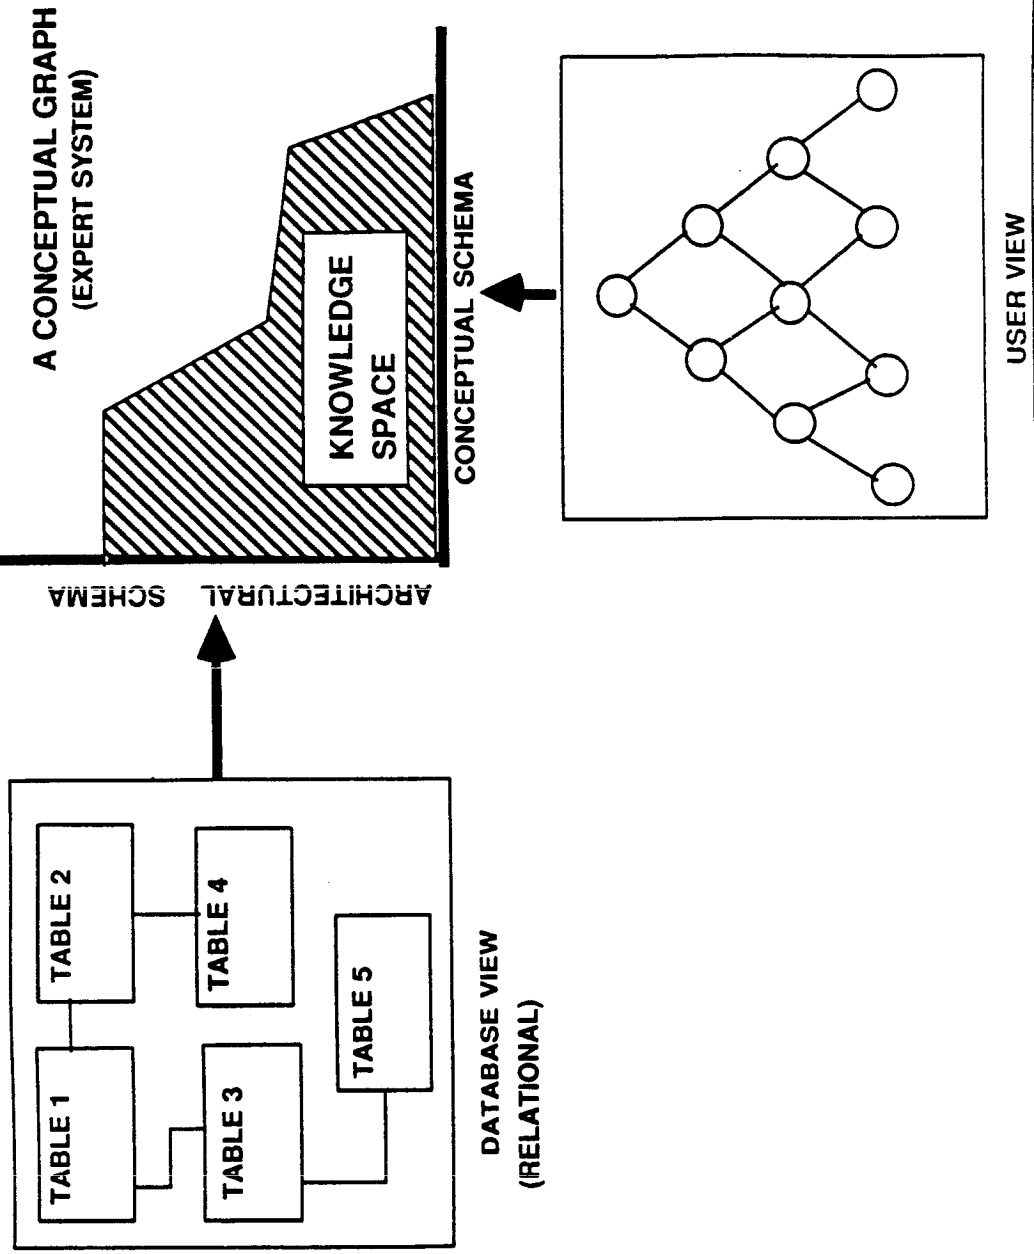 A CONCEPTUAL GRAPH
(EXPERT SYSTEM)
ARCHITECTURAL SCHEMA
KNOWLEDGE
SPACE
CONCEPTUAL SCHEMA
TABLE 1
TABLE 2
TABLE 3
TABLE 4
TABLE 5
DATABASE VIEW
(RELATIONAL)
USER VIEW